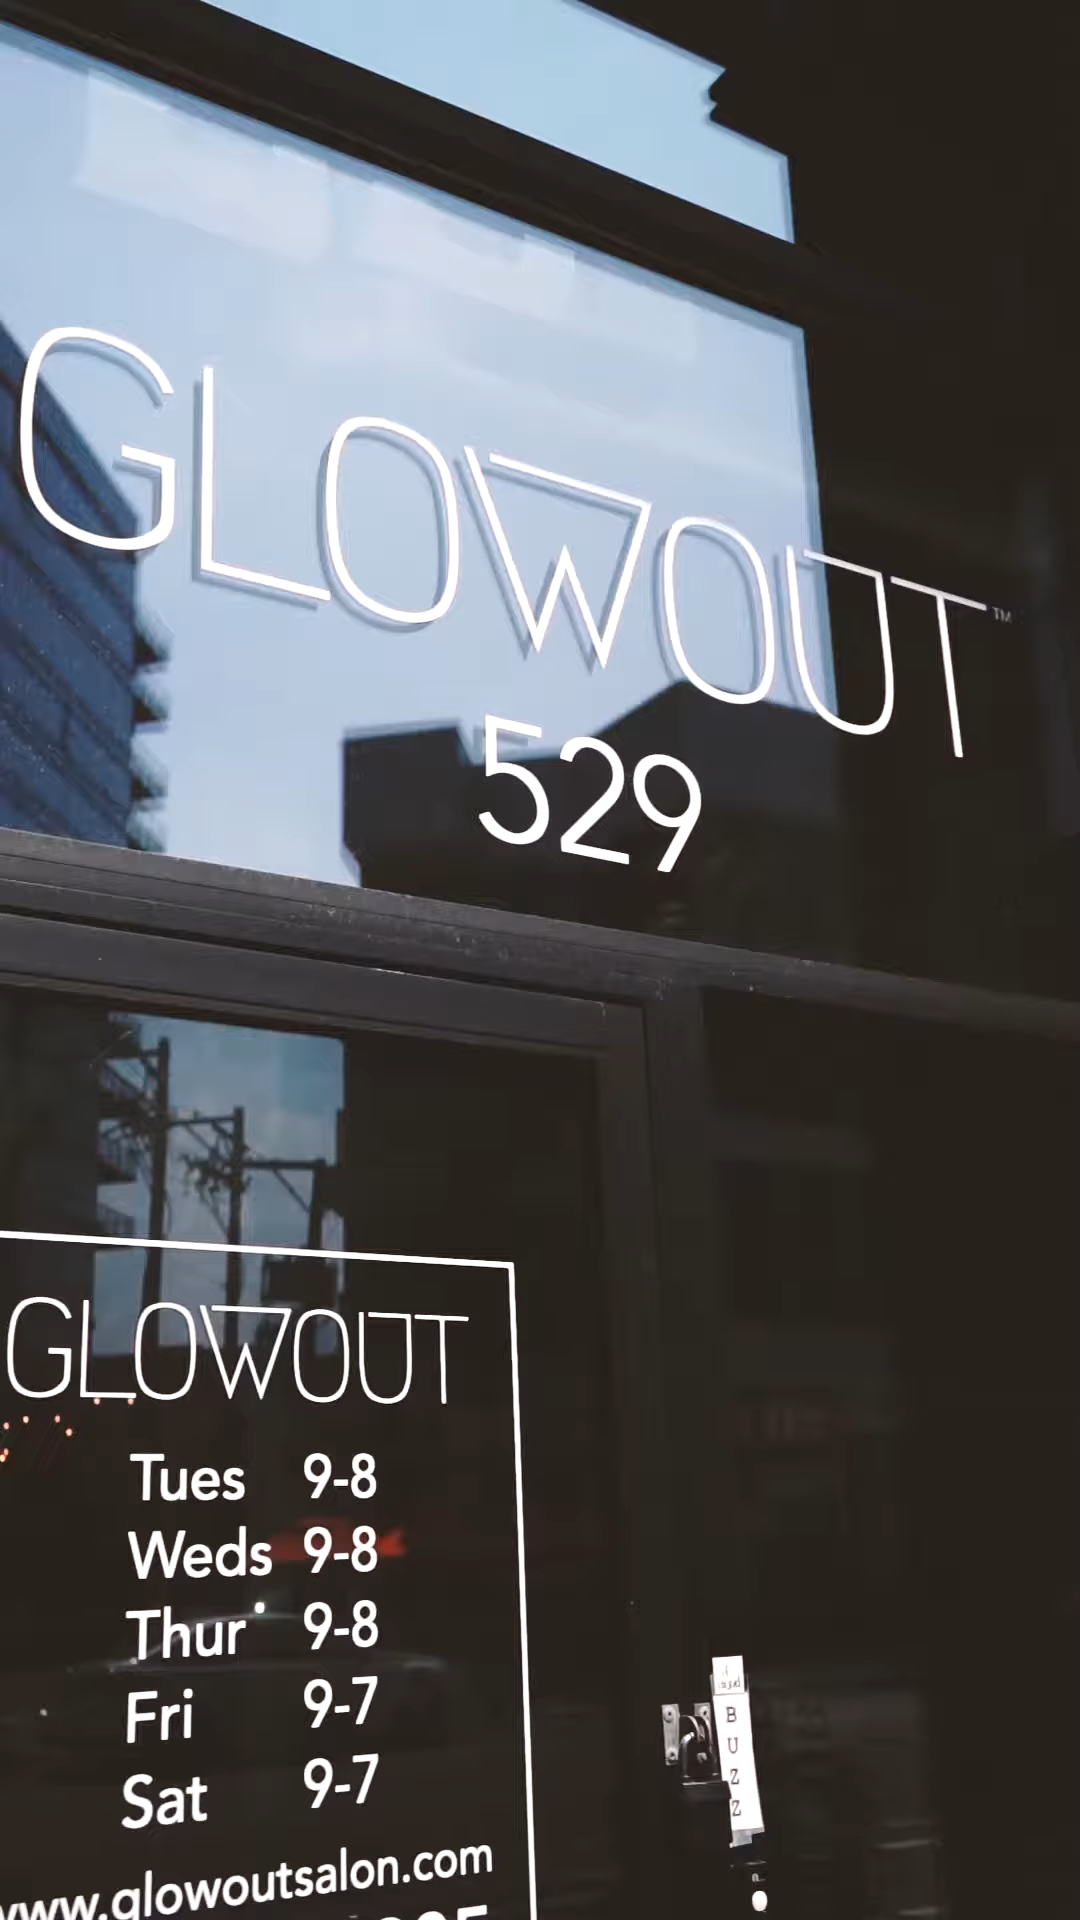 GLOWOUT™
529
GLOWOUT
Tues 9-8
Weds 9-8
Thur 9-8
Fri 9-7
Sat 9-7
www.glowoutsalon.com
BUZZ